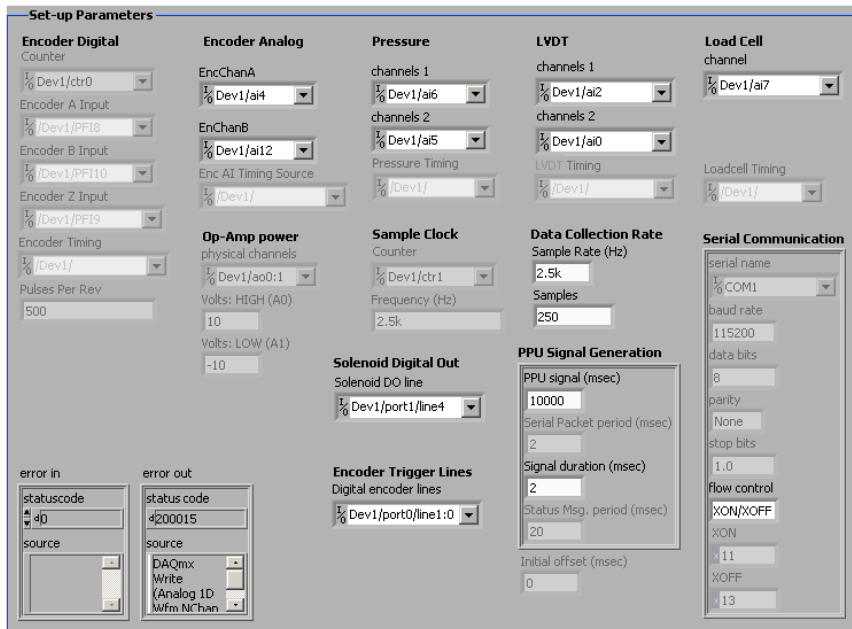 Set-up Parameters
Encoder Digital
Counter
Dev1/ctr0
Encoder A Input
/Dev1/PFI8
Encoder B Input
/Dev1/PFI10
Encoder Z Input
/Dev1/PFI9
Encoder Timing
/Dev1/
Pulses Per Rev
500
Encoder Analog
EncChanA
Dev1/ai4
EnChanB
Dev1/ai12
Enc AI Timing Source
/Dev1/
Op-Amp power
physical channels
Dev1/ao0:1
Volts: HIGH (A0)
10
Volts: LOW (A1)
-10
Pressure
channels 1
Dev1/ai6
channels 2
Dev1/ai5
Pressure Timing
/Dev1/
Sample Clock
Counter
Dev1/ctr1
Frequency (Hz)
2.5k
Solenoid Digital Out
Solenoid DO line
Dev1/port1/line4
Encoder Trigger Lines
Digital encoder lines
Dev1/port0/line1:0
LVDT
channels 1
Dev1/ai2
channels 2
Dev1/ai0
LVDT Timing
/Dev1/
Data Collection Rate
Sample Rate (Hz)
2.5k
Samples
250
PPU Signal Generation
PPU signal (msec)
10000
Serial Packet period (msec)
2
Signal duration (msec)
2
Status Msg. period (msec)
20
Initial offset (msec)
0
Load Cell
channel
Dev1/ai7
Loadcell Timing
/Dev1/
Serial Communication
serial name
COM1
baud rate
115200
data bits
8
parity
None
stop bits
1.0
flow control
XON/XOFF
XON
x11
XOFF
x13
error in
statuscode
d0
source
error out
status code
d200015
source
DAQmx
Write
(Analog 1D
Wfm NChan